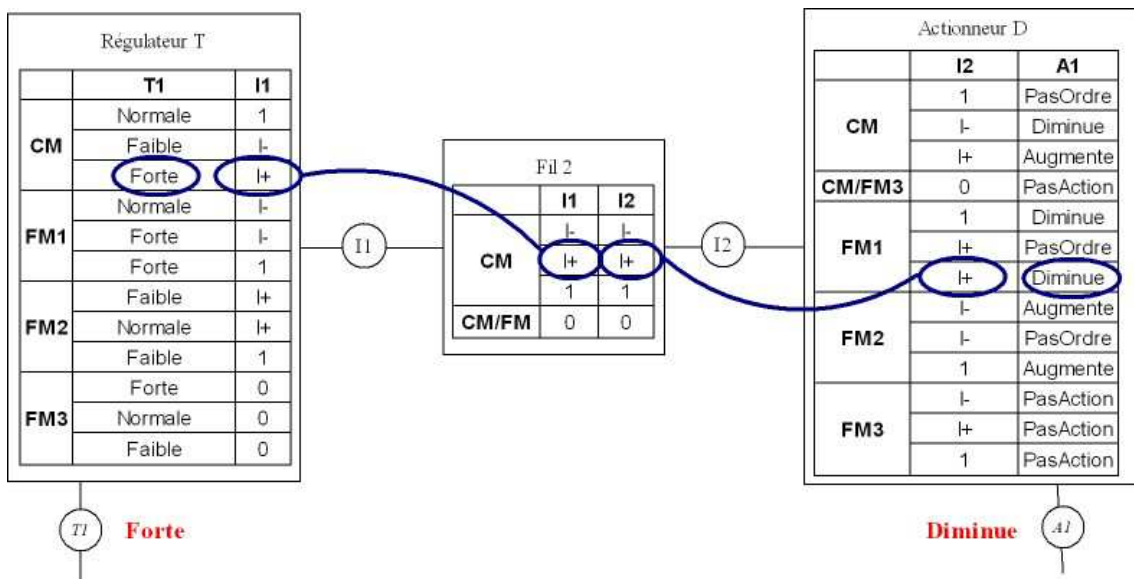 Régulateur T
T1 I1
CM
Normale 1
Faible I-
Forte I+
FM1
Normale I-
Forte I-
Forte 1
FM2
Faible I+
Normale I+
Faible 1
FM3
Forte 0
Normale 0
Faible 0
T1
Forte
I1
Fil 2
I1 I2
CM
I- I-
I+ I+
1 1
CM/FM 0 0
I2
Actionneur D
I2 A1
CM
1 PasOrdre
I- Diminue
I+ Augmente
CM/FM3 0 PasAction
FM1
1 Diminue
I+ PasOrdre
I+ Diminue
FM2
I- Augmente
I- PasOrdre
1 Augmente
FM3
I- PasAction
I+ PasAction
1 PasAction
Diminue
A1